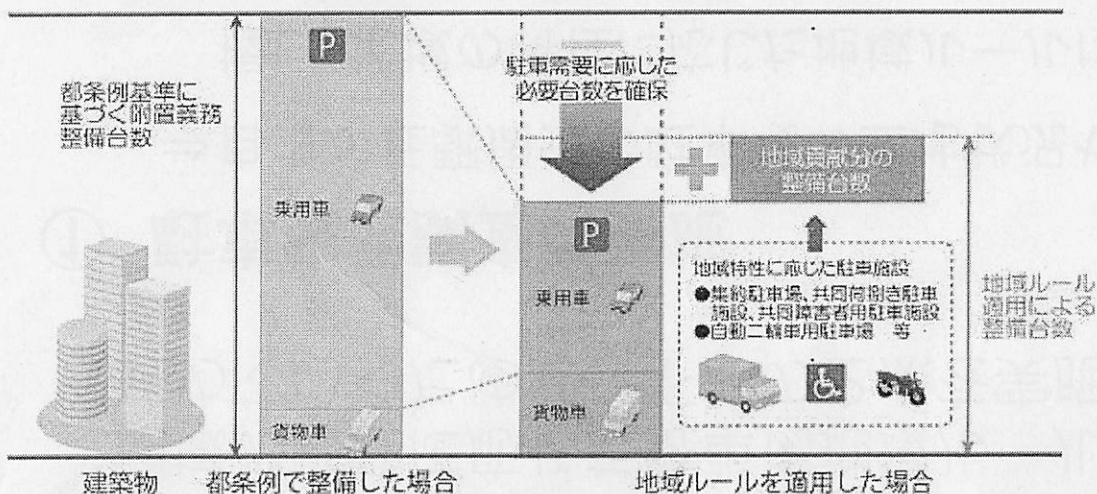 都条例基準に
基づく附置義務
整備台数
P
乗用車
貨物車
駐車需要に応じた
必要台数を確保
P
乗用車
貨物車
地域貢献分の
整備台数
地域特性に応じた駐車施設
●集約駐車場、共同荷捌き駐車
施設、共同障害者用駐車施設
●自動二輪車用駐車場 等
地域ルール
適用による
整備台数
建築物
都条例で整備した場合
地域ルールを適用した場合